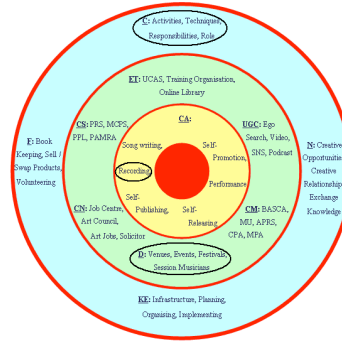 C: Activities, Techniques,
Responsibilities, Role
ET: UCAS, Training Organisation,
Online Library
CS: PRS, MCPS,
PPL, PAMRA
CA:
UGC: Ego
Search, Video,
SNS, Podcast
F: Book
Keeping, Sell /
Swap Products,
Volunteering
Song writing,
Recording,
Self-
Publishing,
Self-
Releasing
Self-
Promotion,
Performance
N: Creative
Opportunities
Creative
Relationship
Exchange
Knowledge
CN: Job Centre,
Art Council,
Art Jobs, Solicitor
CM: BASCA,
MU, APRS,
CPA, MPA
D: Venues, Events, Festivals,
Session Musicians
KE: Infrastructure, Planning,
Organising, Implementing